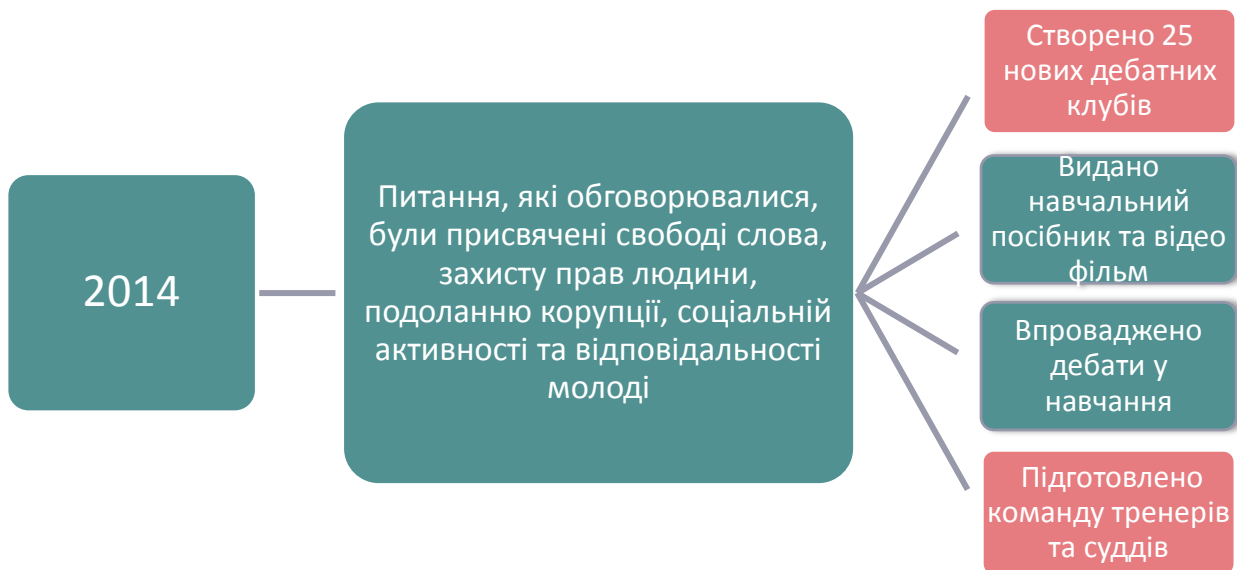 2014
Питання, які обговорювалися,
були присвячені свободі слова,
захисту прав людини,
подоланню корупції, соціальній
активності та відповідальності
молоді
Створено 25
нових дебатних
клубів
Видано
навчальний
посібник та відео
фільм
Впроваджено
дебати у
навчання
Підготовлено
команду тренерів
та суддів